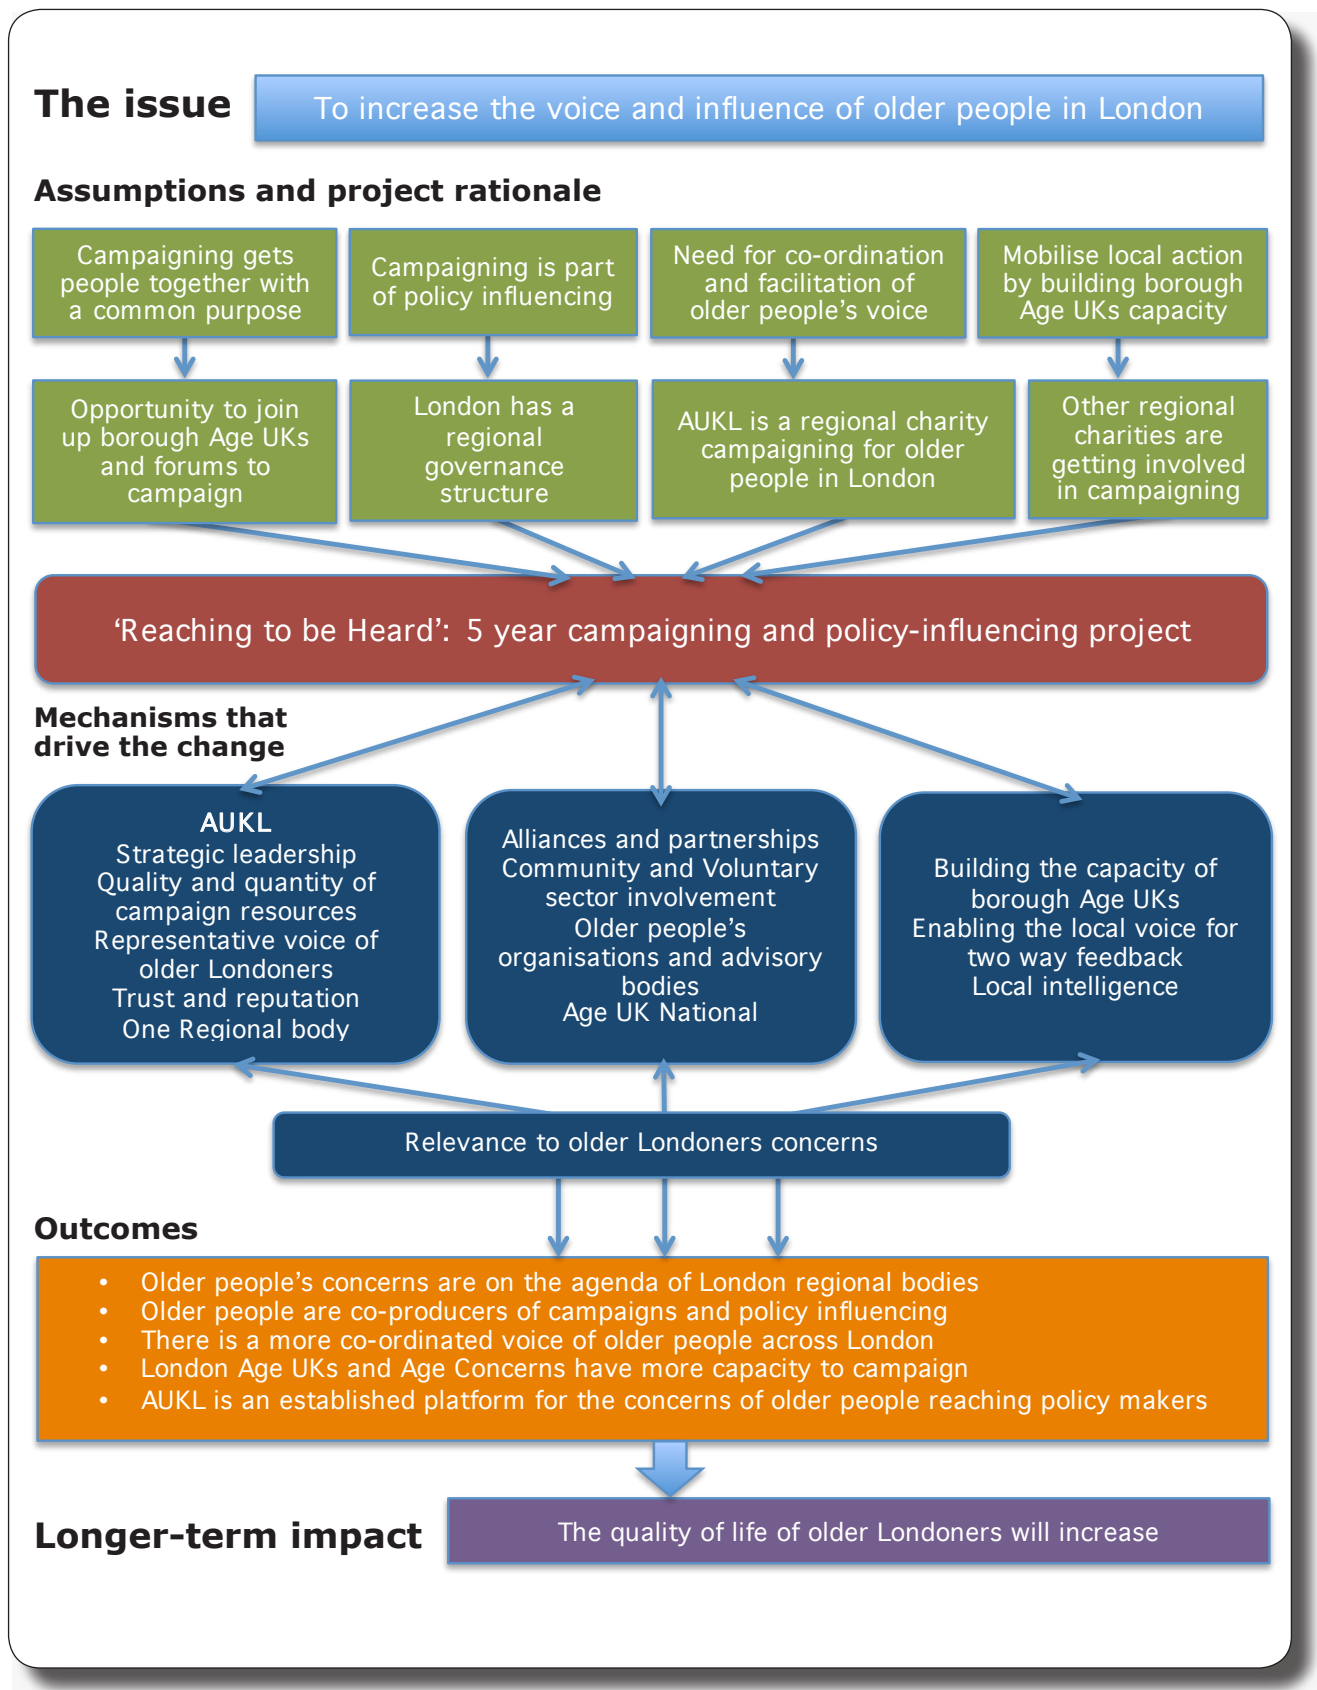 The issue
To increase the voice and influence of older people in London
Assumptions and project rationale
Campaigning gets
people together with
a common purpose
Campaigning is part
of policy influencing
Need for co-ordination
and facilitation of
older people's voice
Mobilise local action
by building borough
Age UKs capacity
Opportunity to join
up borough Age UKs
and forums to
campaign
London has a
regional
governance
structure
AUKL is a regional charity
campaigning for older
people in London
Other regional
charities are
getting involved
in campaigning
‘Reaching to be Heard’: 5 year campaigning and policy-influencing project
Mechanisms that
drive the change
AUKL
Strategic leadership
Quality and quantity of
campaign resources
Representative voice of
older Londoners
Trust and reputation
One Regional body
Alliances and partnerships
Community and Voluntary
sector involvement
Older people’s
organisations and advisory
bodies
Age UK National
Building the capacity of
borough Age UKs
Enabling the local voice for
two way feedback
Local intelligence
Relevance to older Londoners concerns
Outcomes
• Older people’s concerns are on the agenda of London regional bodies
• Older people are co-producers of campaigns and policy influencing
• There is a more co-ordinated voice of older people across London
• London Age UKs and Age Concerns have more capacity to campaign
• AUKL is an established platform for the concerns of older people reaching policy makers
Longer-term impact
The quality of life of older Londoners will increase